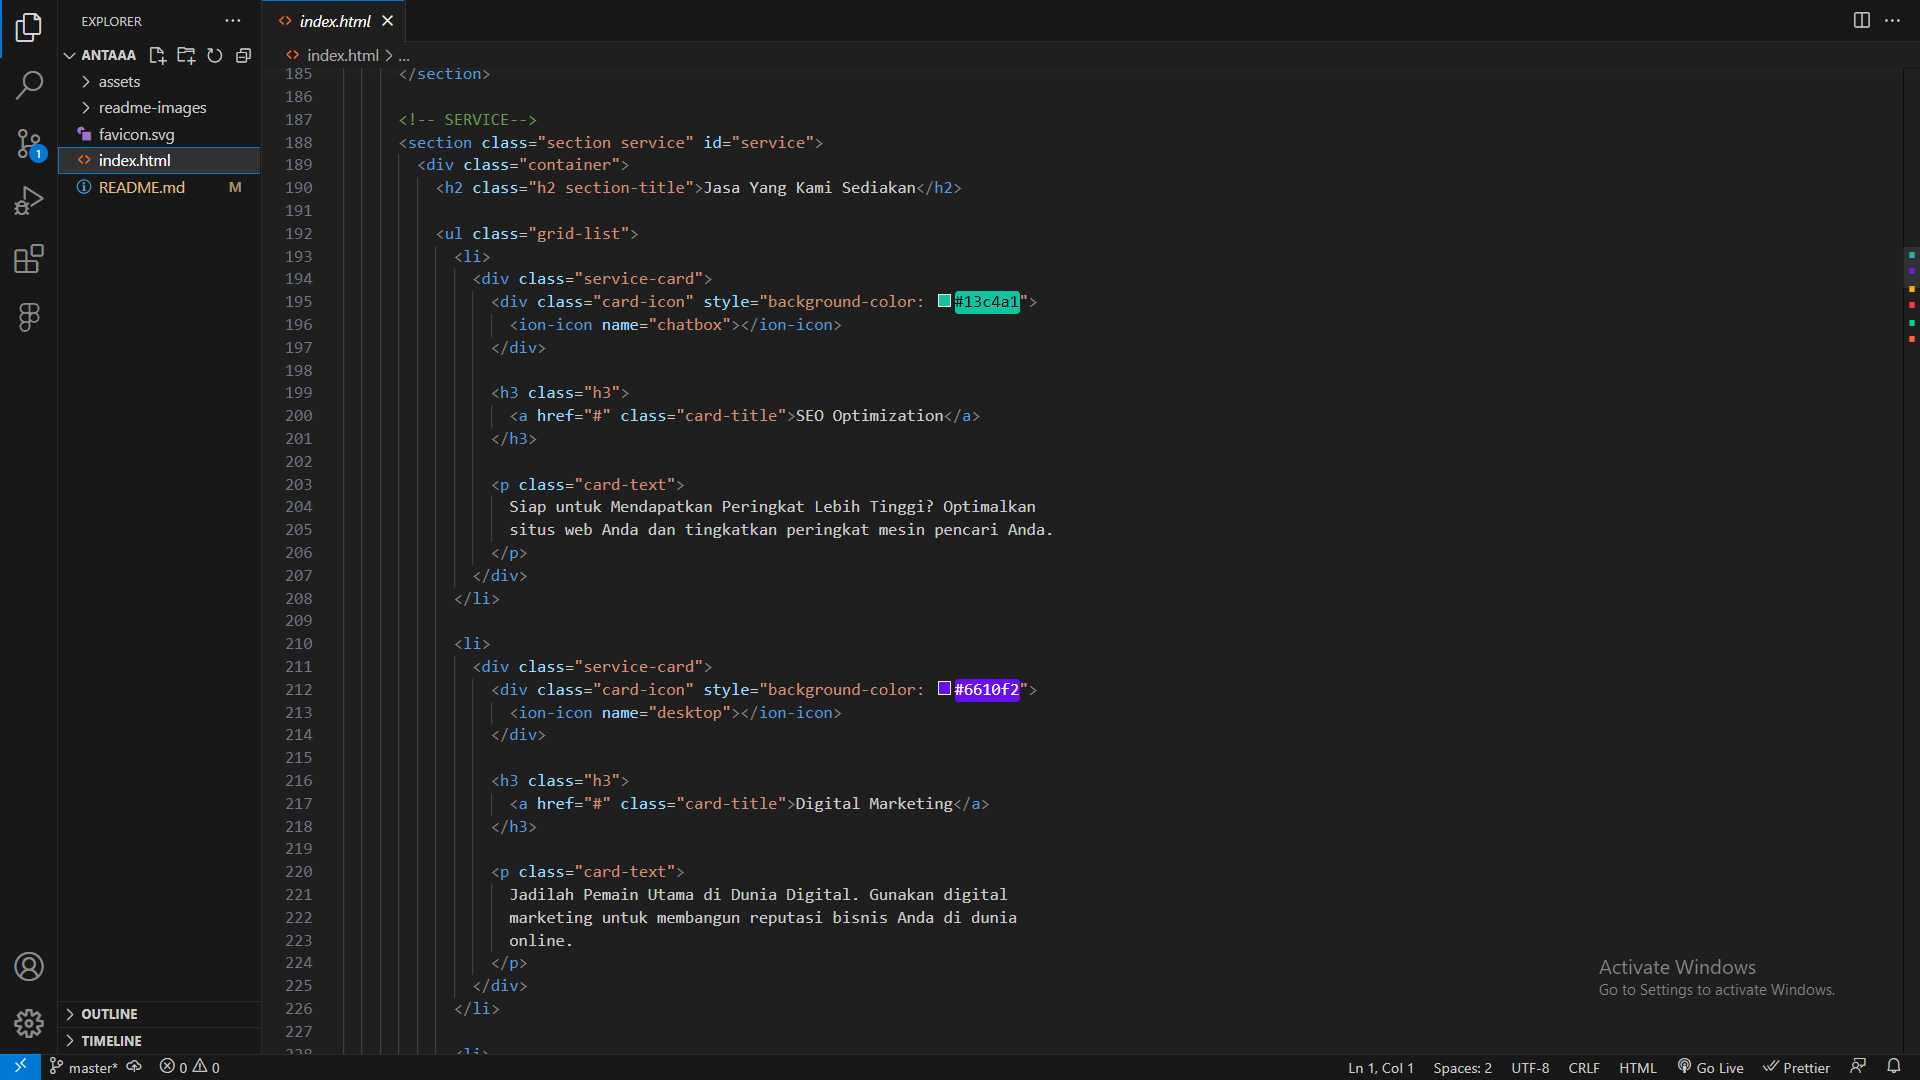 EXPLORER
ANTAAA
assets
readme-images
favicon.svg
index.html
README.md M
OUTLINE
TIMELINE
1
index.html
index.html > ...
185 </section>
186
187 <!-- SERVICE-->
188 <section class="section service" id="service">
189 <div class="container">
190 <h2 class="h2 section-title">Jasa Yang Kami Sediakan</h2>
191
192 <ul class="grid-list">
193 <li>
194 <div class="service-card">
195 <div class="card-icon" style="background-color: #13c4a1">
196 <ion-icon name="chatbox"></ion-icon>
197 </div>
198
199 <h3 class="h3">
200 <a href="#" class="card-title">SEO Optimization</a>
201 </h3>
202
203 <p class="card-text">
204 Siap untuk Mendapatkan Peringkat Lebih Tinggi? Optimalkan
205 situs web Anda dan tingkatkan peringkat mesin pencari Anda.
206 </p>
207 </div>
208 </li>
209
210 <li>
211 <div class="service-card">
212 <div class="card-icon" style="background-color: #6610f2">
213 <ion-icon name="desktop"></ion-icon>
214 </div>
215
216 <h3 class="h3">
217 <a href="#" class="card-title">Digital Marketing</a>
218 </h3>
219
220 <p class="card-text">
221 Jadilah Pemain Utama di Dunia Digital. Gunakan digital
222 marketing untuk membangun reputasi bisnis Anda di dunia
223 online.
224 </p>
225 </div>
226 </li>
227
228 <li>
Activate Windows
Go to Settings to activate Windows.
master* 0 0 Ln 1, Col 1 Spaces: 2 UTF-8 CRLF HTML Go Live Prettier